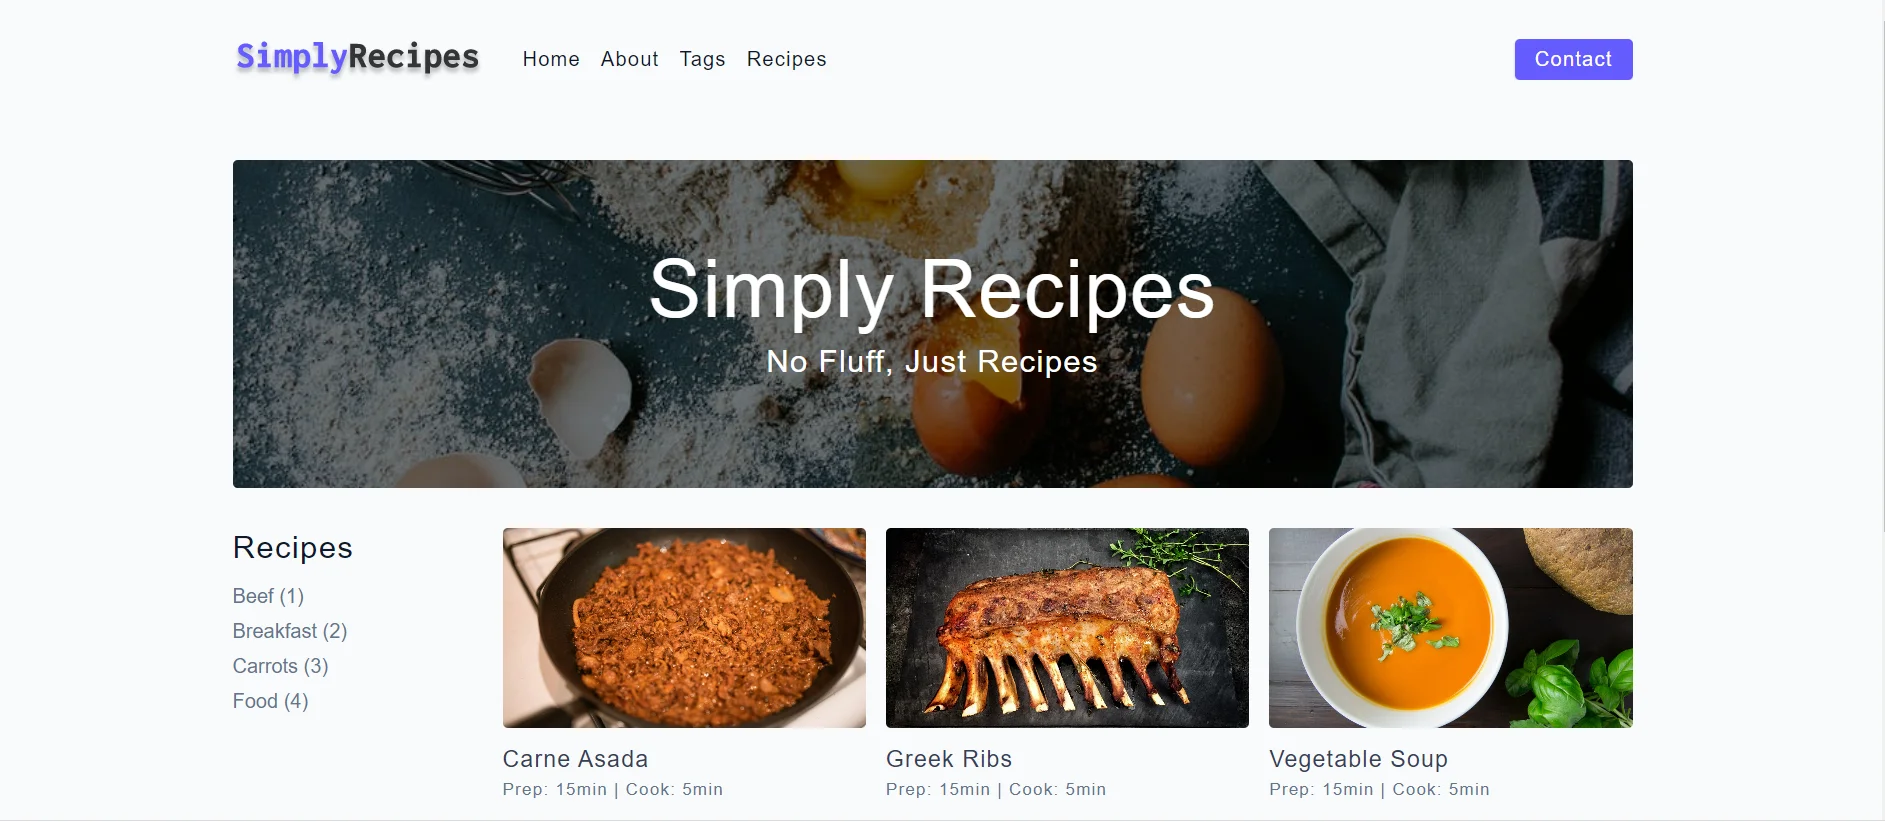 SimplyRecipes
Home About Tags Recipes
Contact
Simply Recipes
No Fluff, Just Recipes
Recipes
Beef (1)
Breakfast (2)
Carrots (3)
Food (4)
Carne Asada
Prep: 15min | Cook: 5min
Greek Ribs
Prep: 15min | Cook: 5min
Vegetable Soup
Prep: 15min | Cook: 5min